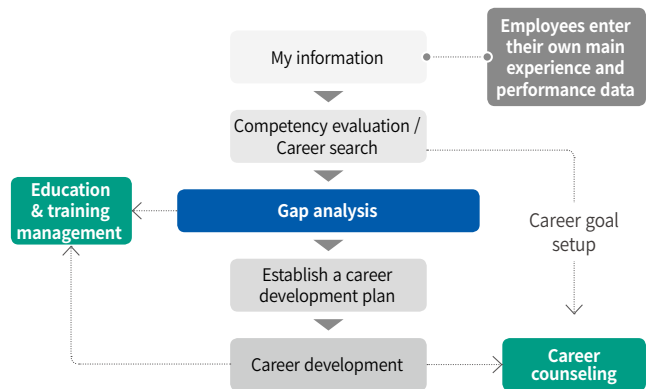 My information
Employees enter
their own main
experience and
performance data
Competency evaluation /
Career search
Education
& training
management
Gap analysis
Career goal
setup
Establish a career
development plan
Career development
Career
counseling